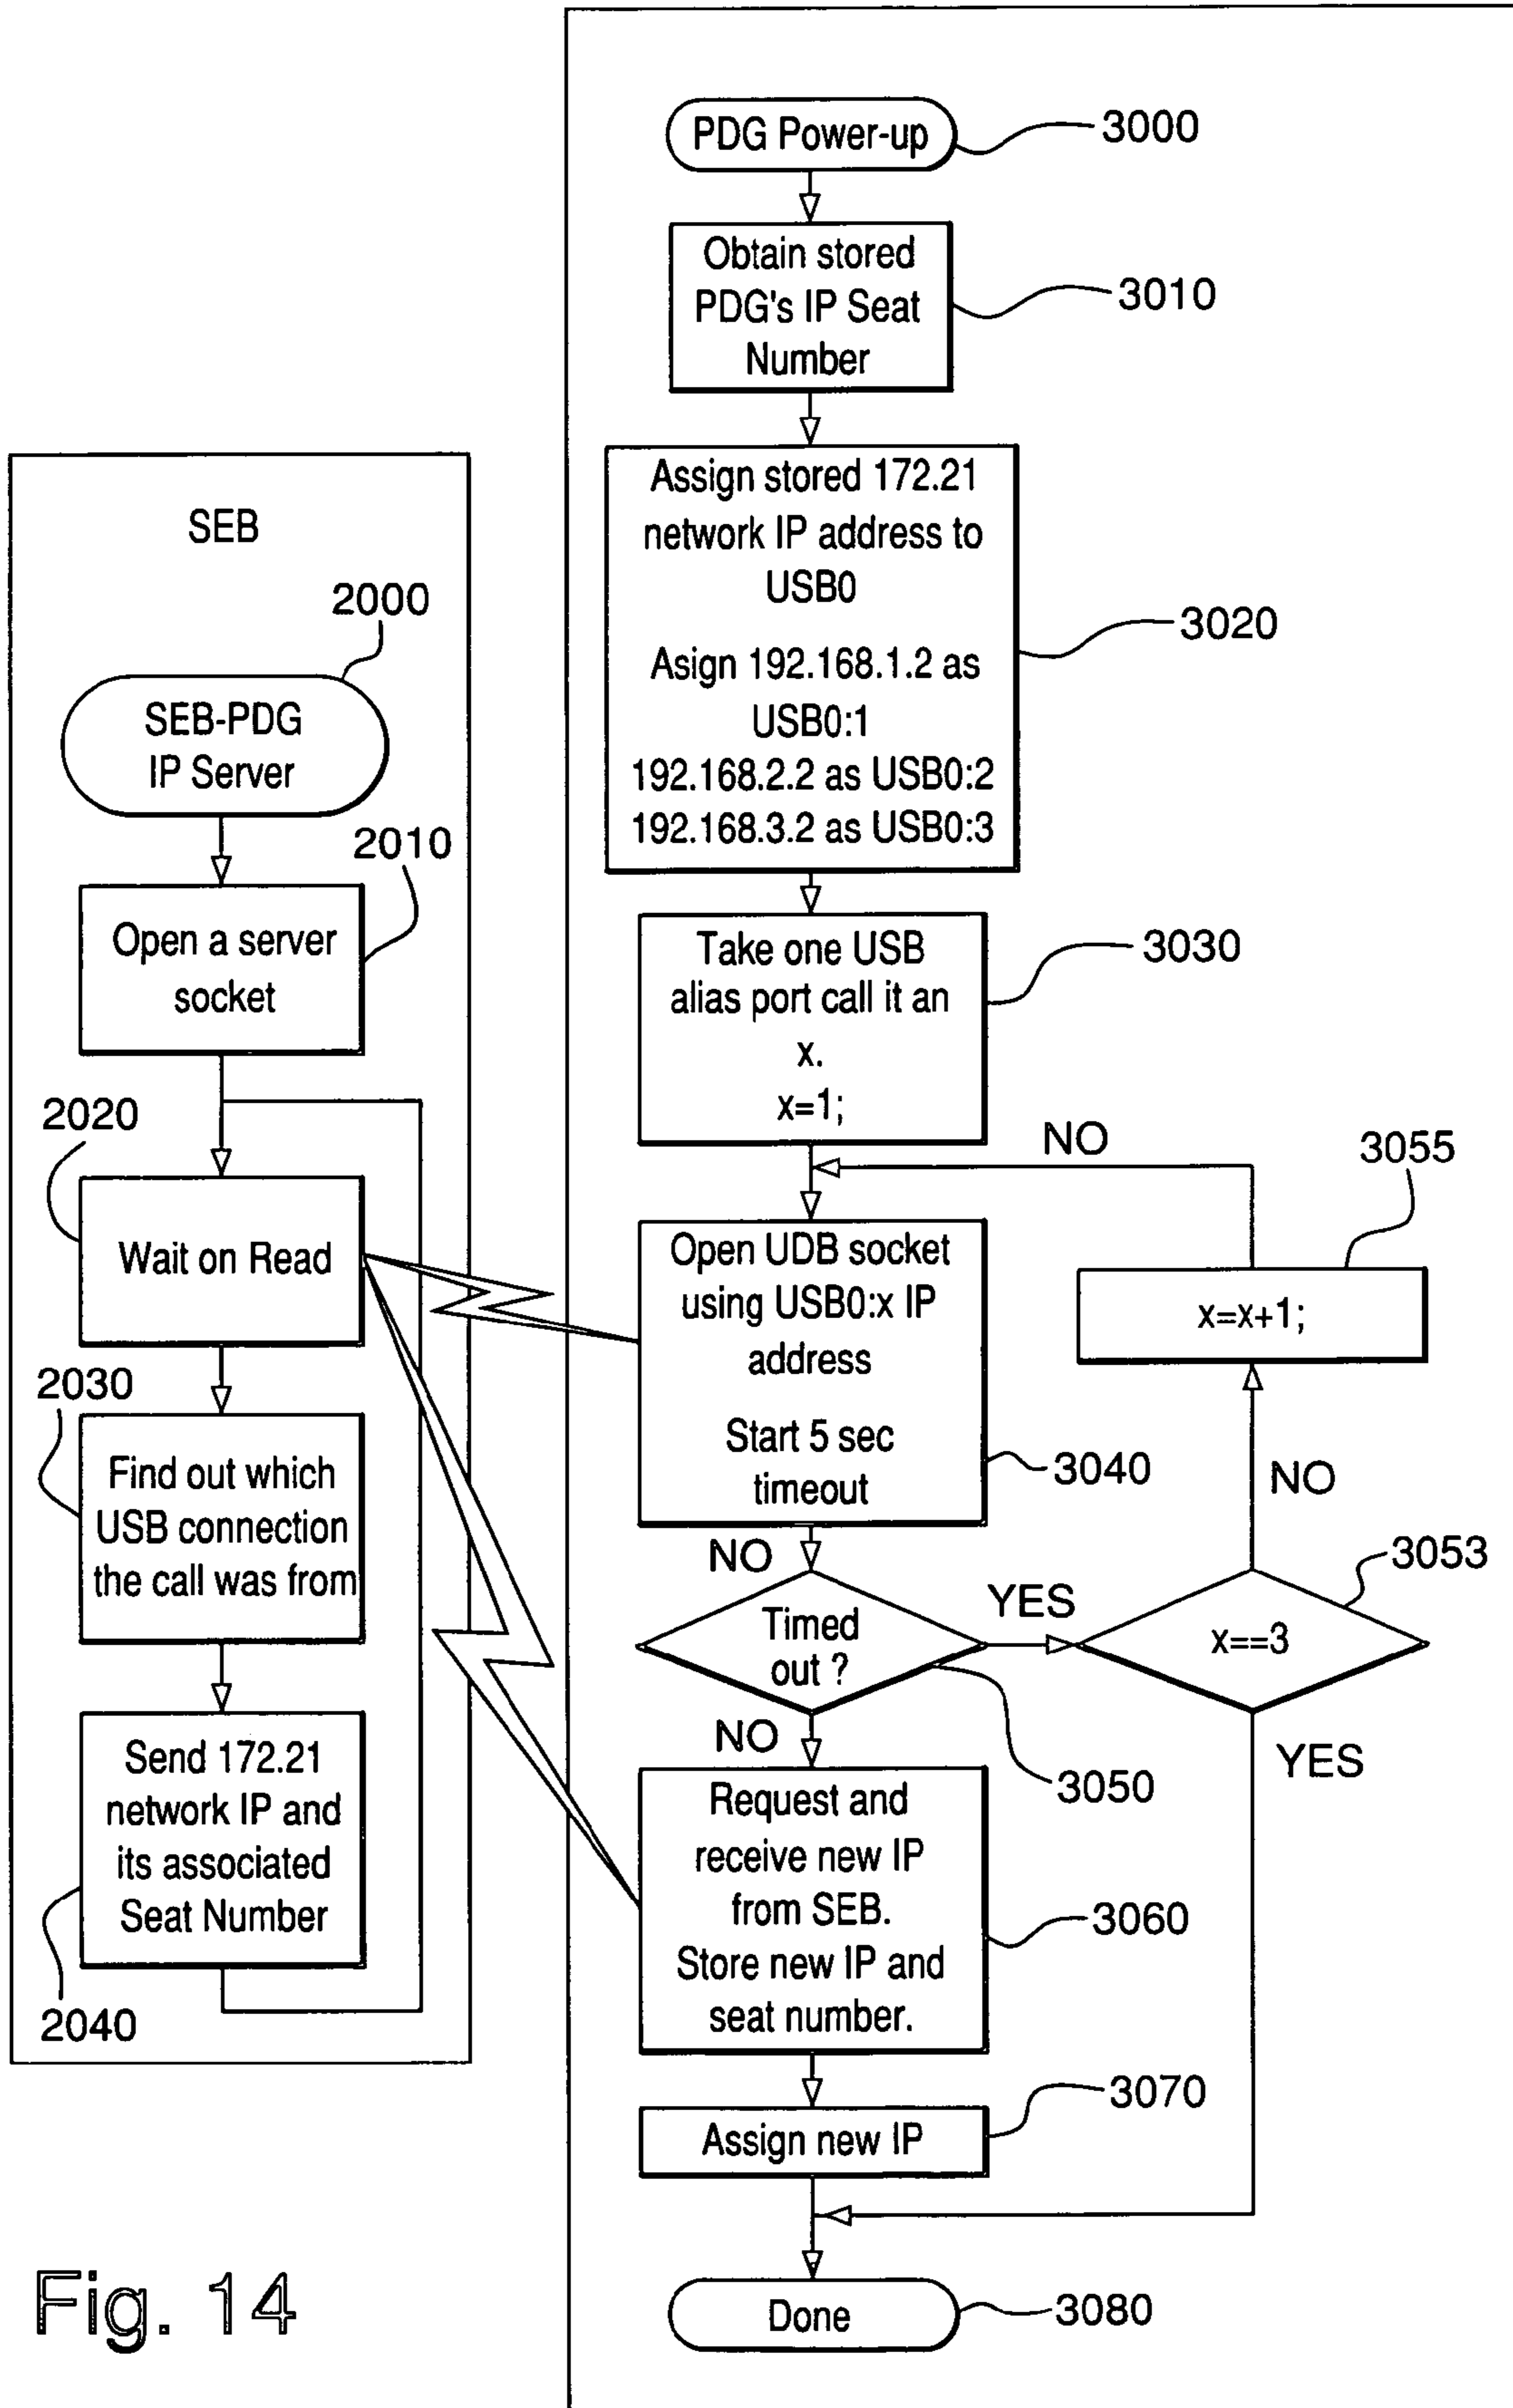 SEB
2000
SEB-PDG
IP Server
2010
Open a server
socket
2020
Wait on Read
2030
Find out which
USB connection
the call was from
Send 172.21
network IP and
its associated
Seat Number
2040
PDG Power-up
3000
Obtain stored
PDG's IP Seat
Number
3010
Assign stored 172.21
network IP address to
USB0
Asign 192.168.1.2 as
USB0:1
192.168.2.2 as USB0:2
192.168.3.2 as USB0:3
3020
Take one USB
alias port call it an
x.
x=1;
3030
NO
3055
x=x+1;
Open UDB socket
using USB0:x IP
address
Start 5 sec
timeout
3040
NO
NO
3053
Timed
out ?
YES
x==3
3050
NO
YES
Request and
receive new IP
from SEB.
Store new IP and
seat number.
3060
3070
Assign new IP
Done
3080
Fig. 14